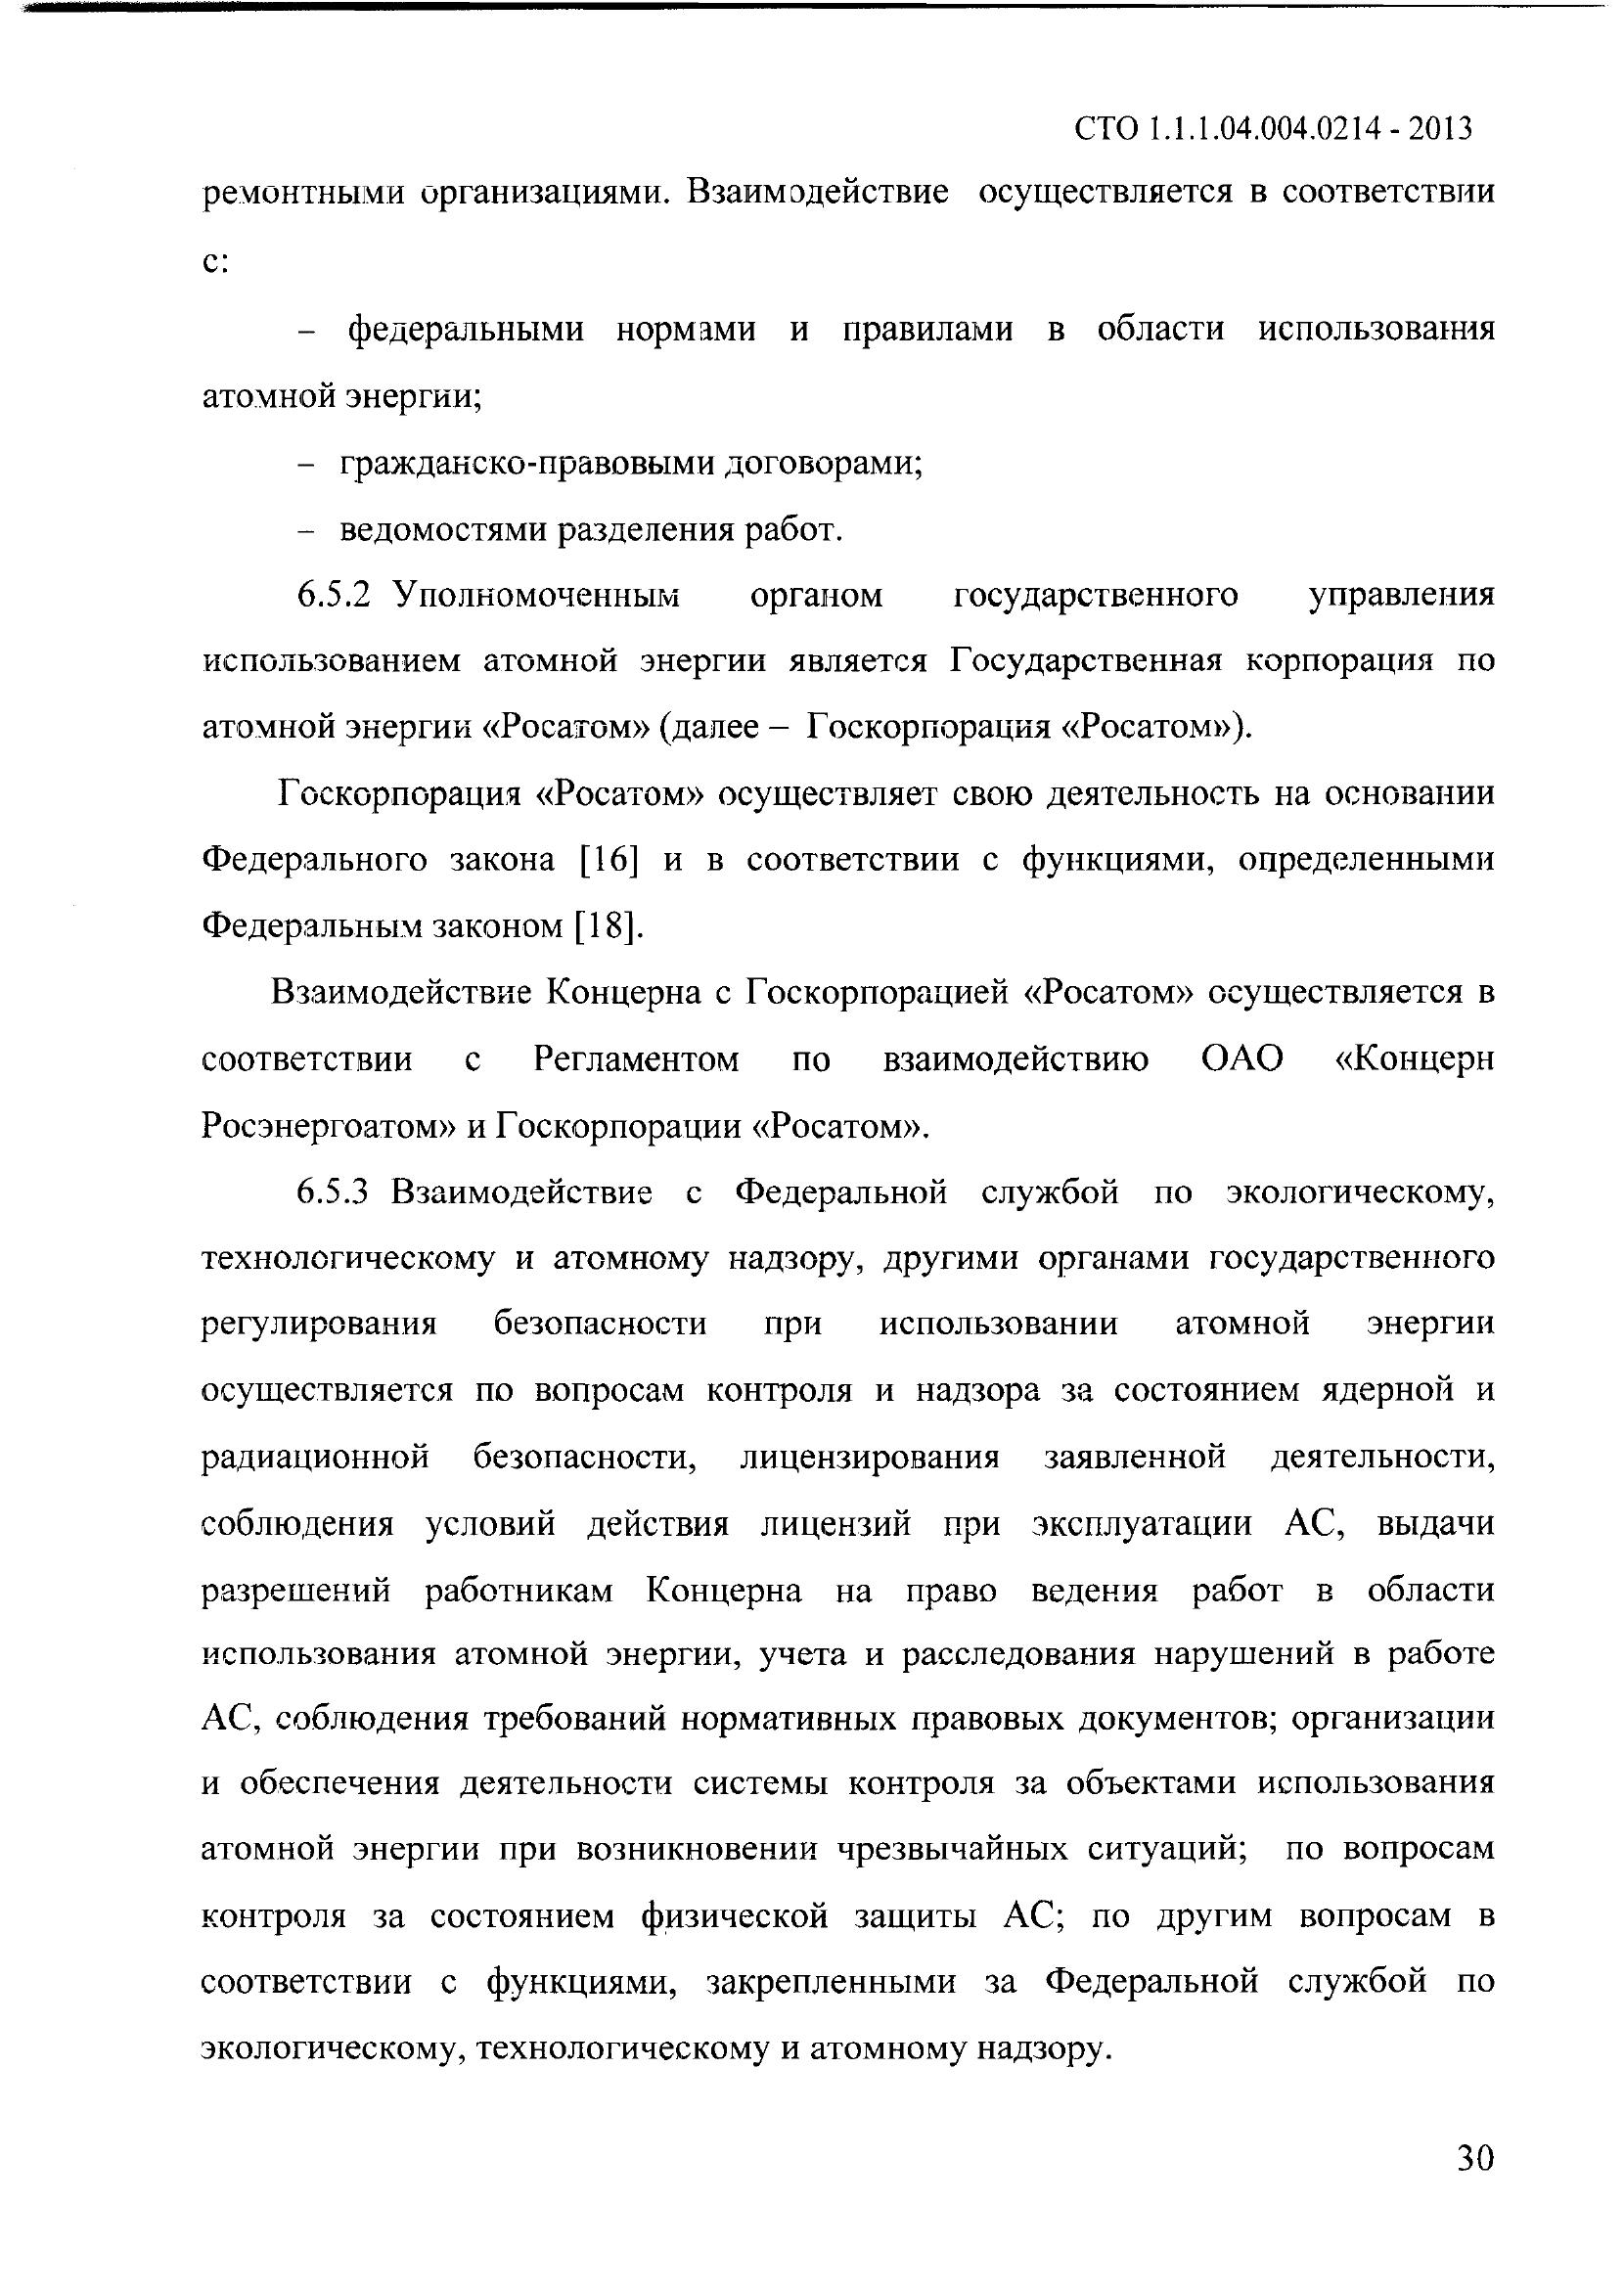 СТО 1.1.1.04.004.0214 - 2013
ремонтными организациями. Взаимодействие осуществляется в соответствии
с:
– федеральными нормами и правилами в области использования
атомной энергии;
– гражданско-правовыми договорами;
– ведомостями разделения работ.
6.5.2 Уполномоченным органом государственного управления
использованием атомной энергии является Государственная корпорация по
атомной энергии «Росатом» (далее – Госкорпорация «Росатом»).
Госкорпорация «Росатом» осуществляет свою деятельность на основании
Федерального закона [16] и в соответствии с функциями, определенными
Федеральным законом [18].
Взаимодействие Концерна с Госкорпорацией «Росатом» осуществляется в
соответствии с Регламентом по взаимодействию ОАО «Концерн
Росэнергоатом» и Госкорпорации «Росатом».
6.5.3 Взаимодействие с Федеральной службой по экологическому,
технологическому и атомному надзору, другими органами государственного
регулирования безопасности при использовании атомной энергии
осуществляется по вопросам контроля и надзора за состоянием ядерной и
радиационной безопасности, лицензирования заявленной деятельности,
соблюдения условий действия лицензий при эксплуатации АС, выдачи
разрешений работникам Концерна на право ведения работ в области
использования атомной энергии, учета и расследования нарушений в работе
АС, соблюдения требований нормативных правовых документов; организации
и обеспечения деятельности системы контроля за объектами использования
атомной энергии при возникновении чрезвычайных ситуаций; по вопросам
контроля за состоянием физической защиты АС; по другим вопросам в
соответствии с функциями, закрепленными за Федеральной службой по
экологическому, технологическому и атомному надзору.
30